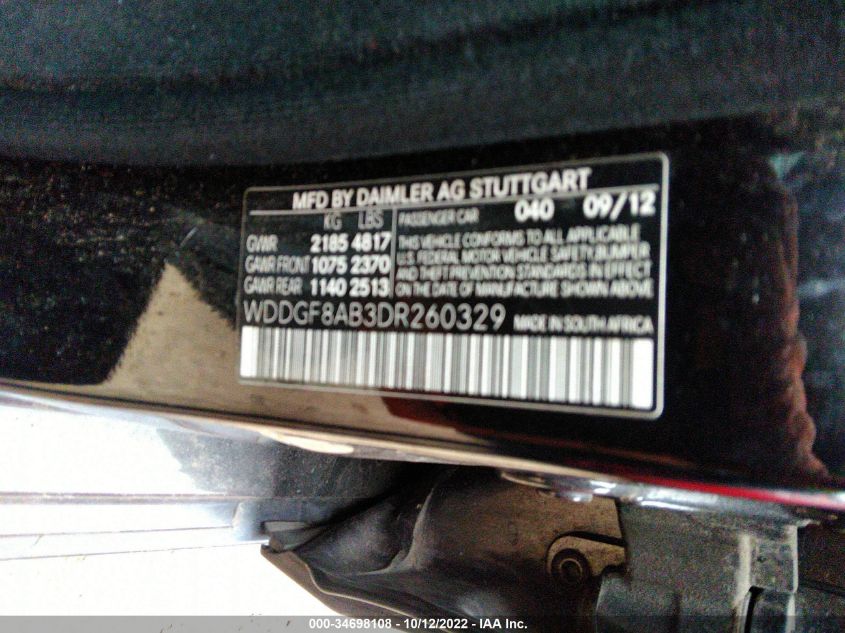 MFD BY DAIMLER AG STUTTGART
KG LBS
GVWR 2185 4817
GAWR FRONT 1075 2370
GAWR REAR 1140 2513
PASSENGER CAR 040 09/12
THIS VEHICLE CONFORMS TO ALL APPLICABLE
U.S. FEDERAL MOTOR VEHICLE SAFETY, BUMPER
AND THEFT PREVENTION STANDARDS IN EFFECT
ON THE DATE OF MANUFACTURE SHOWN ABOVE.
WDDGF8AB3DR260329 MADE IN SOUTH AFRICA
000-34698108 - 10/12/2022 - IAA Inc.